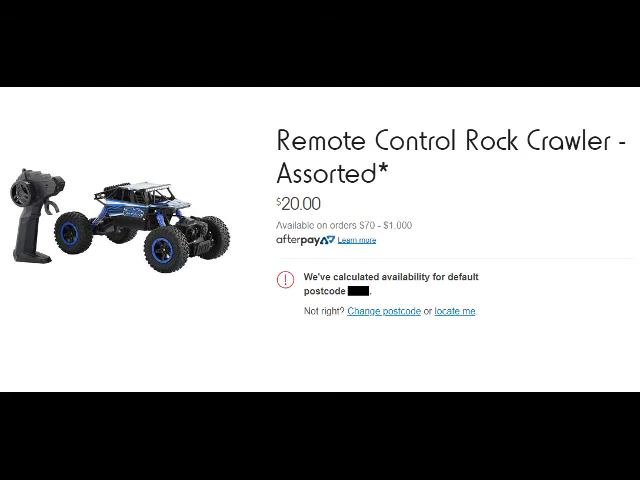 Remote Control Rock Crawler -
Assorted*
$20.00
Available on orders $70 - $1,000
afterpay Learn more
We've calculated availability for default
postcode .
Not right? Change postcode or locate me.